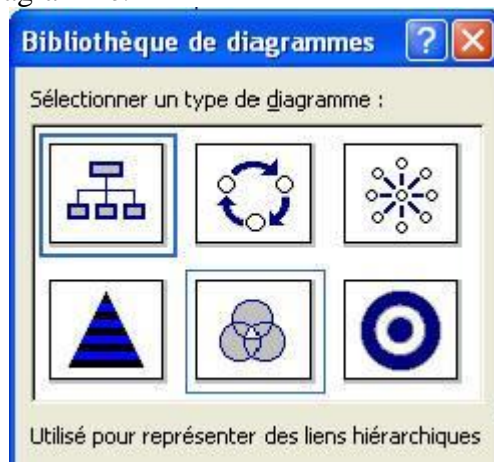 Bibliothèque de diagrammes
Sélectionner un type de diagramme :
Utilisé pour représenter des liens hiérarchiques